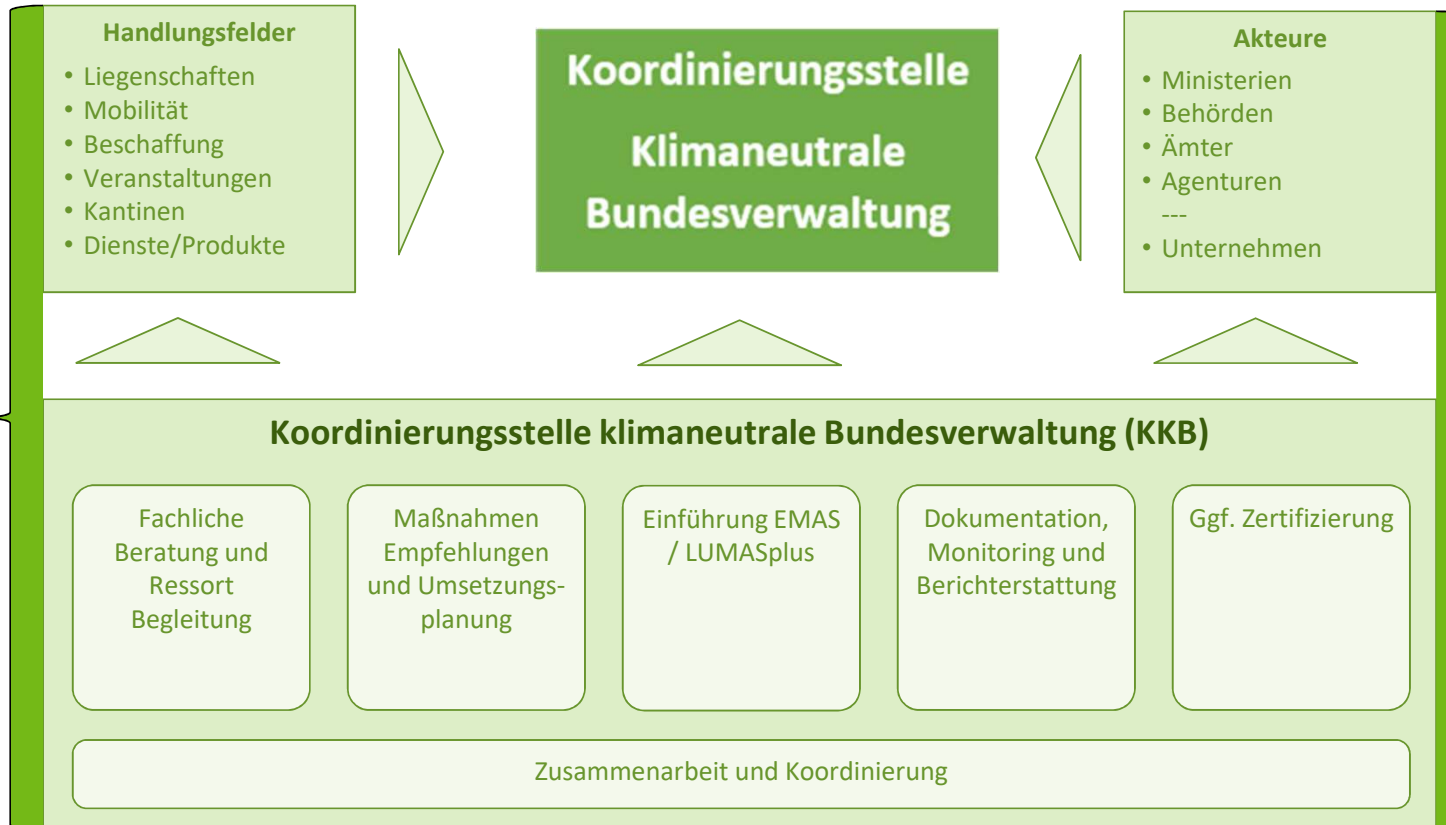 Handlungsfelder
• Liegenschaften
• Mobilität
• Beschaffung
• Veranstaltungen
• Kantinen
• Dienste/Produkte
Koordinierungsstelle
Klimaneutrale
Bundesverwaltung
Akteure
• Ministerien
• Behörden
• Ämter
• Agenturen
---
• Unternehmen
Koordinierungsstelle klimaneutrale Bundesverwaltung (KKB)
Fachliche
Beratung und
Ressort
Begleitung
Maßnahmen
Empfehlungen
und Umsetzungs-
planung
Einführung EMAS
/ LUMASplus
Dokumentation,
Monitoring und
Berichterstattung
Ggf. Zertifizierung
Zusammenarbeit und Koordinierung